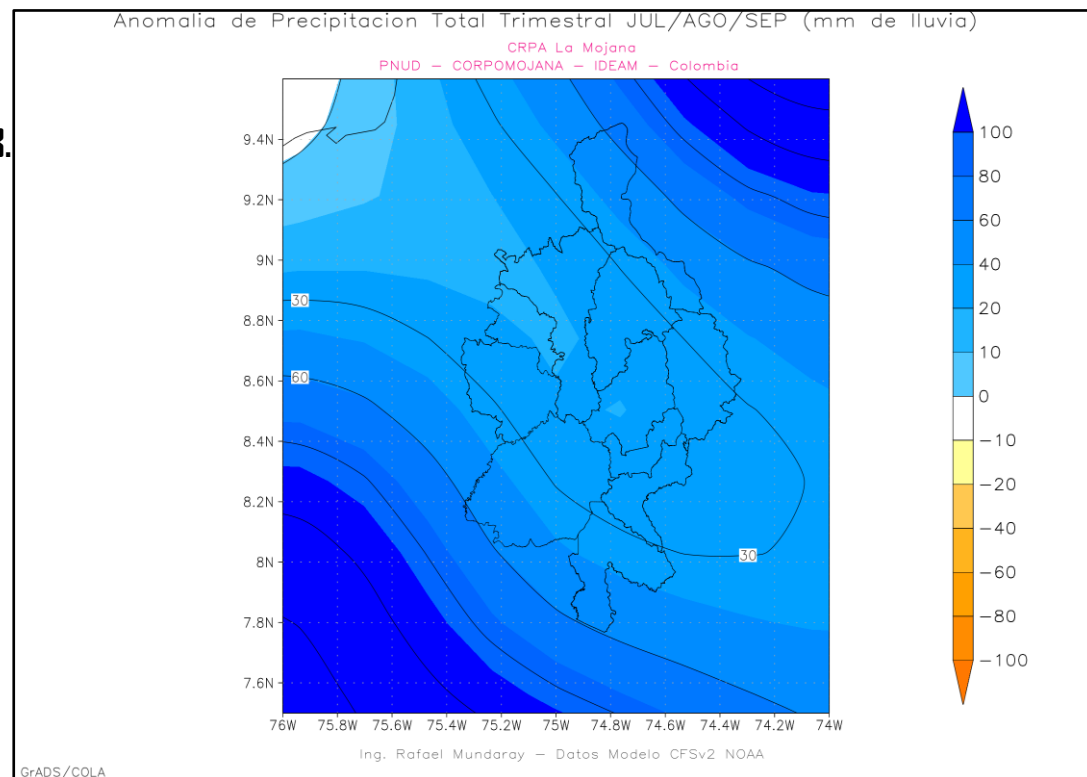 Anomalia de Precipitacion Total Trimestral JUL/AGO/SEP (mm de lluvia)
CRPA La Mojana
PNUD – CORPOMOJANA – IDEAM – Colombia
9.4N
9.2N
9N
8.8N
8.6N
8.4N
8.2N
8N
7.8N
7.6N
30
60
30
76W 75.8W 75.6W 75.4W 75.2W 75W 74.8W 74.6W 74.4W 74.2W 74W
100
80
60
40
20
10
0
−10
−20
−40
−60
−80
−100
Ing. Rafael Mundaray – Datos Modelo CFSv2 NOAA
GrADS/COLA